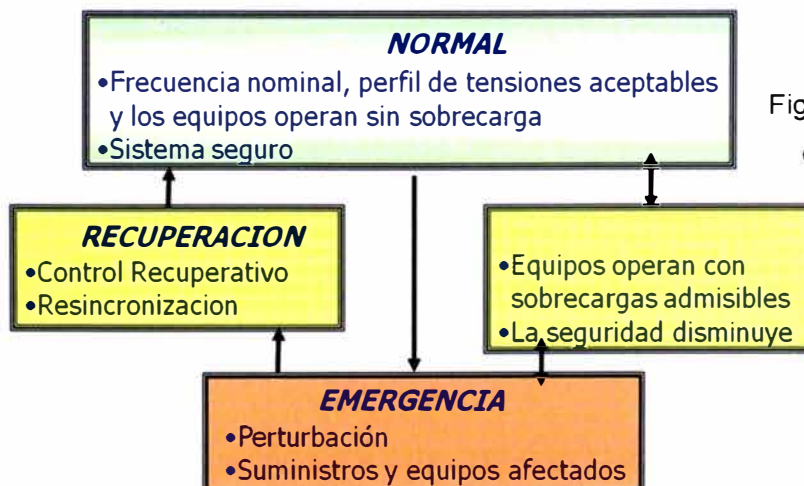 NORMAL
•Frecuencia nominal, perfil de tensiones aceptables
y los equipos operan sin sobrecarga
•Sistema seguro
Fig
RECUPERACION
•Control Recuperativo
•Resincronizacion
•Equipos operan con
sobrecargas admisibles
•La seguridad disminuye
EMERGENCIA
•Perturbación
•Suministros y equipos afectados